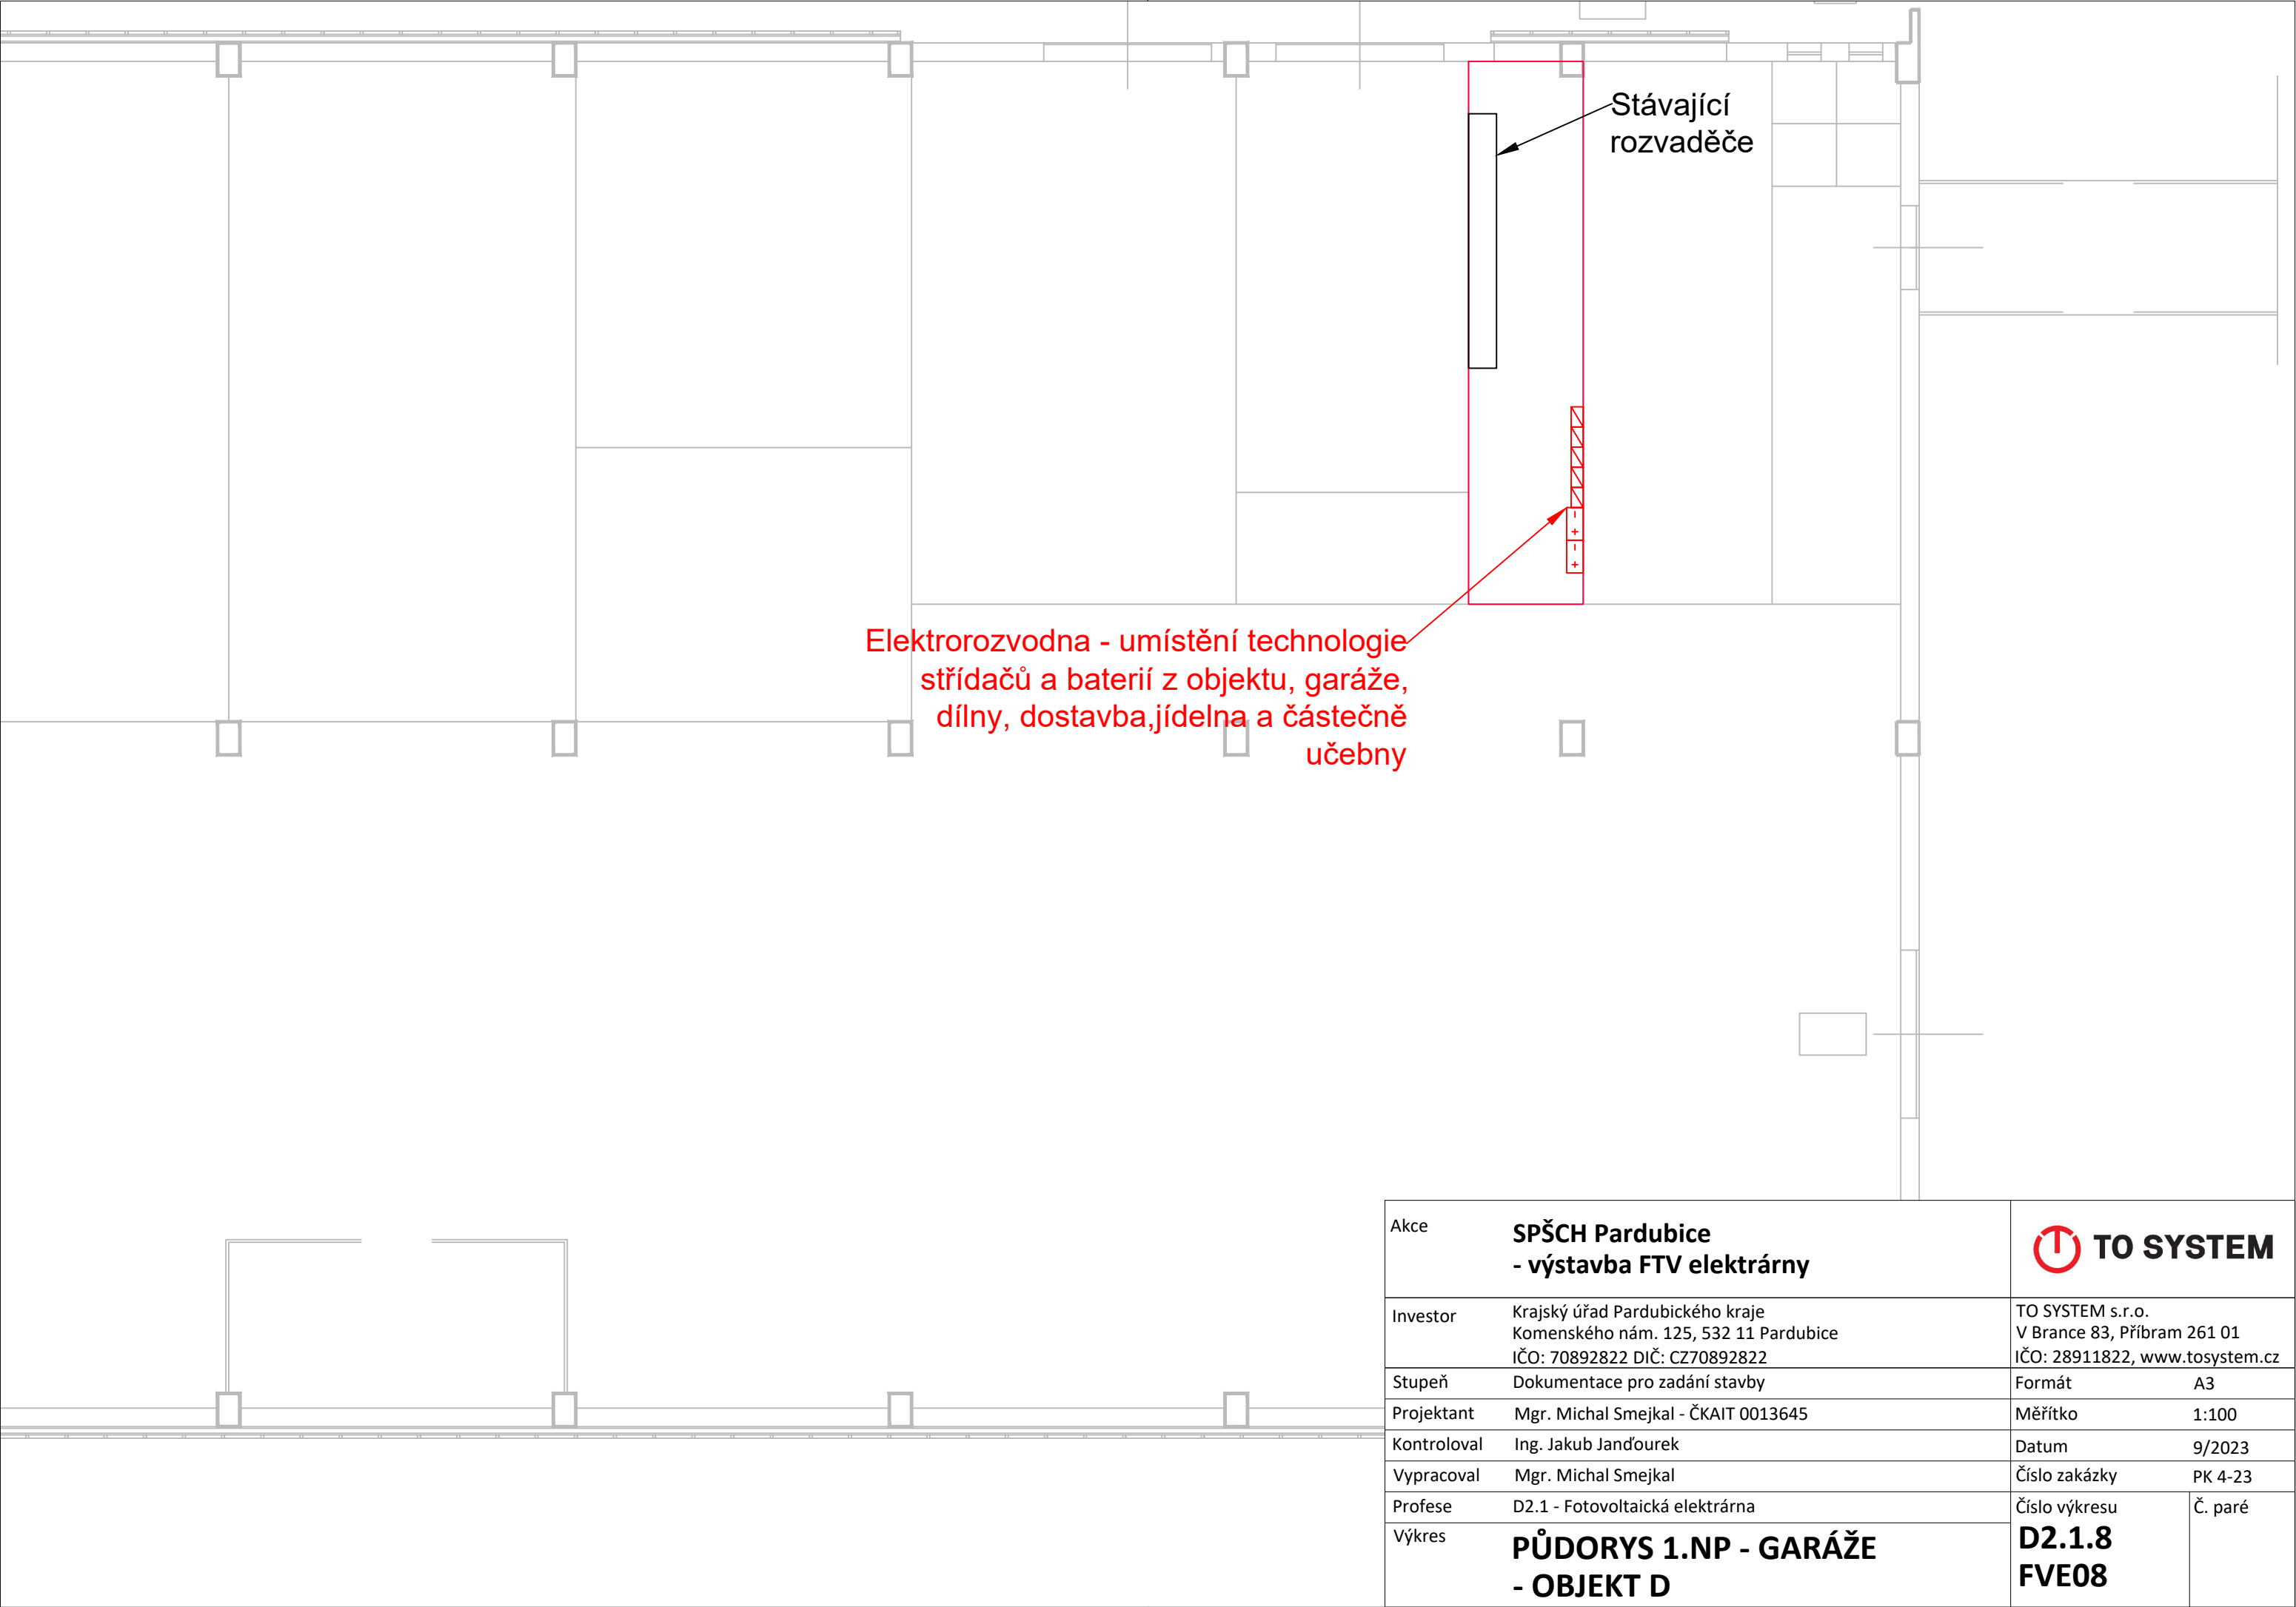 Stávající
rozvaděče
Elektrorozvodna - umístění technologie
střídačů a baterií z objektu, garáže,
dílny, dostavba,jídelna a částečně
učebny
Akce
SPŠCH Pardubice
- výstavba FTV elektrárny
TO SYSTEM
Investor
Krajský úřad Pardubického kraje
Komenského nám. 125, 532 11 Pardubice
IČO: 70892822 DIČ: CZ70892822
TO SYSTEM s.r.o.
V Brance 83, Příbram 261 01
IČO: 28911822, www.tosystem.cz
Stupeň Dokumentace pro zadání stavby
Formát A3
Projektant Mgr. Michal Smejkal - ČKAIT 0013645
Měřítko 1:100
Kontroloval Ing. Jakub Janďourek
Datum 9/2023
Vypracoval Mgr. Michal Smejkal
Číslo zakázky PK 4-23
Profese D2.1 - Fotovoltaická elektrárna
Číslo výkresu
Č. paré
Výkres
PŮDORYS 1.NP - GARÁŽE
- OBJEKT D
D2.1.8
FVE08